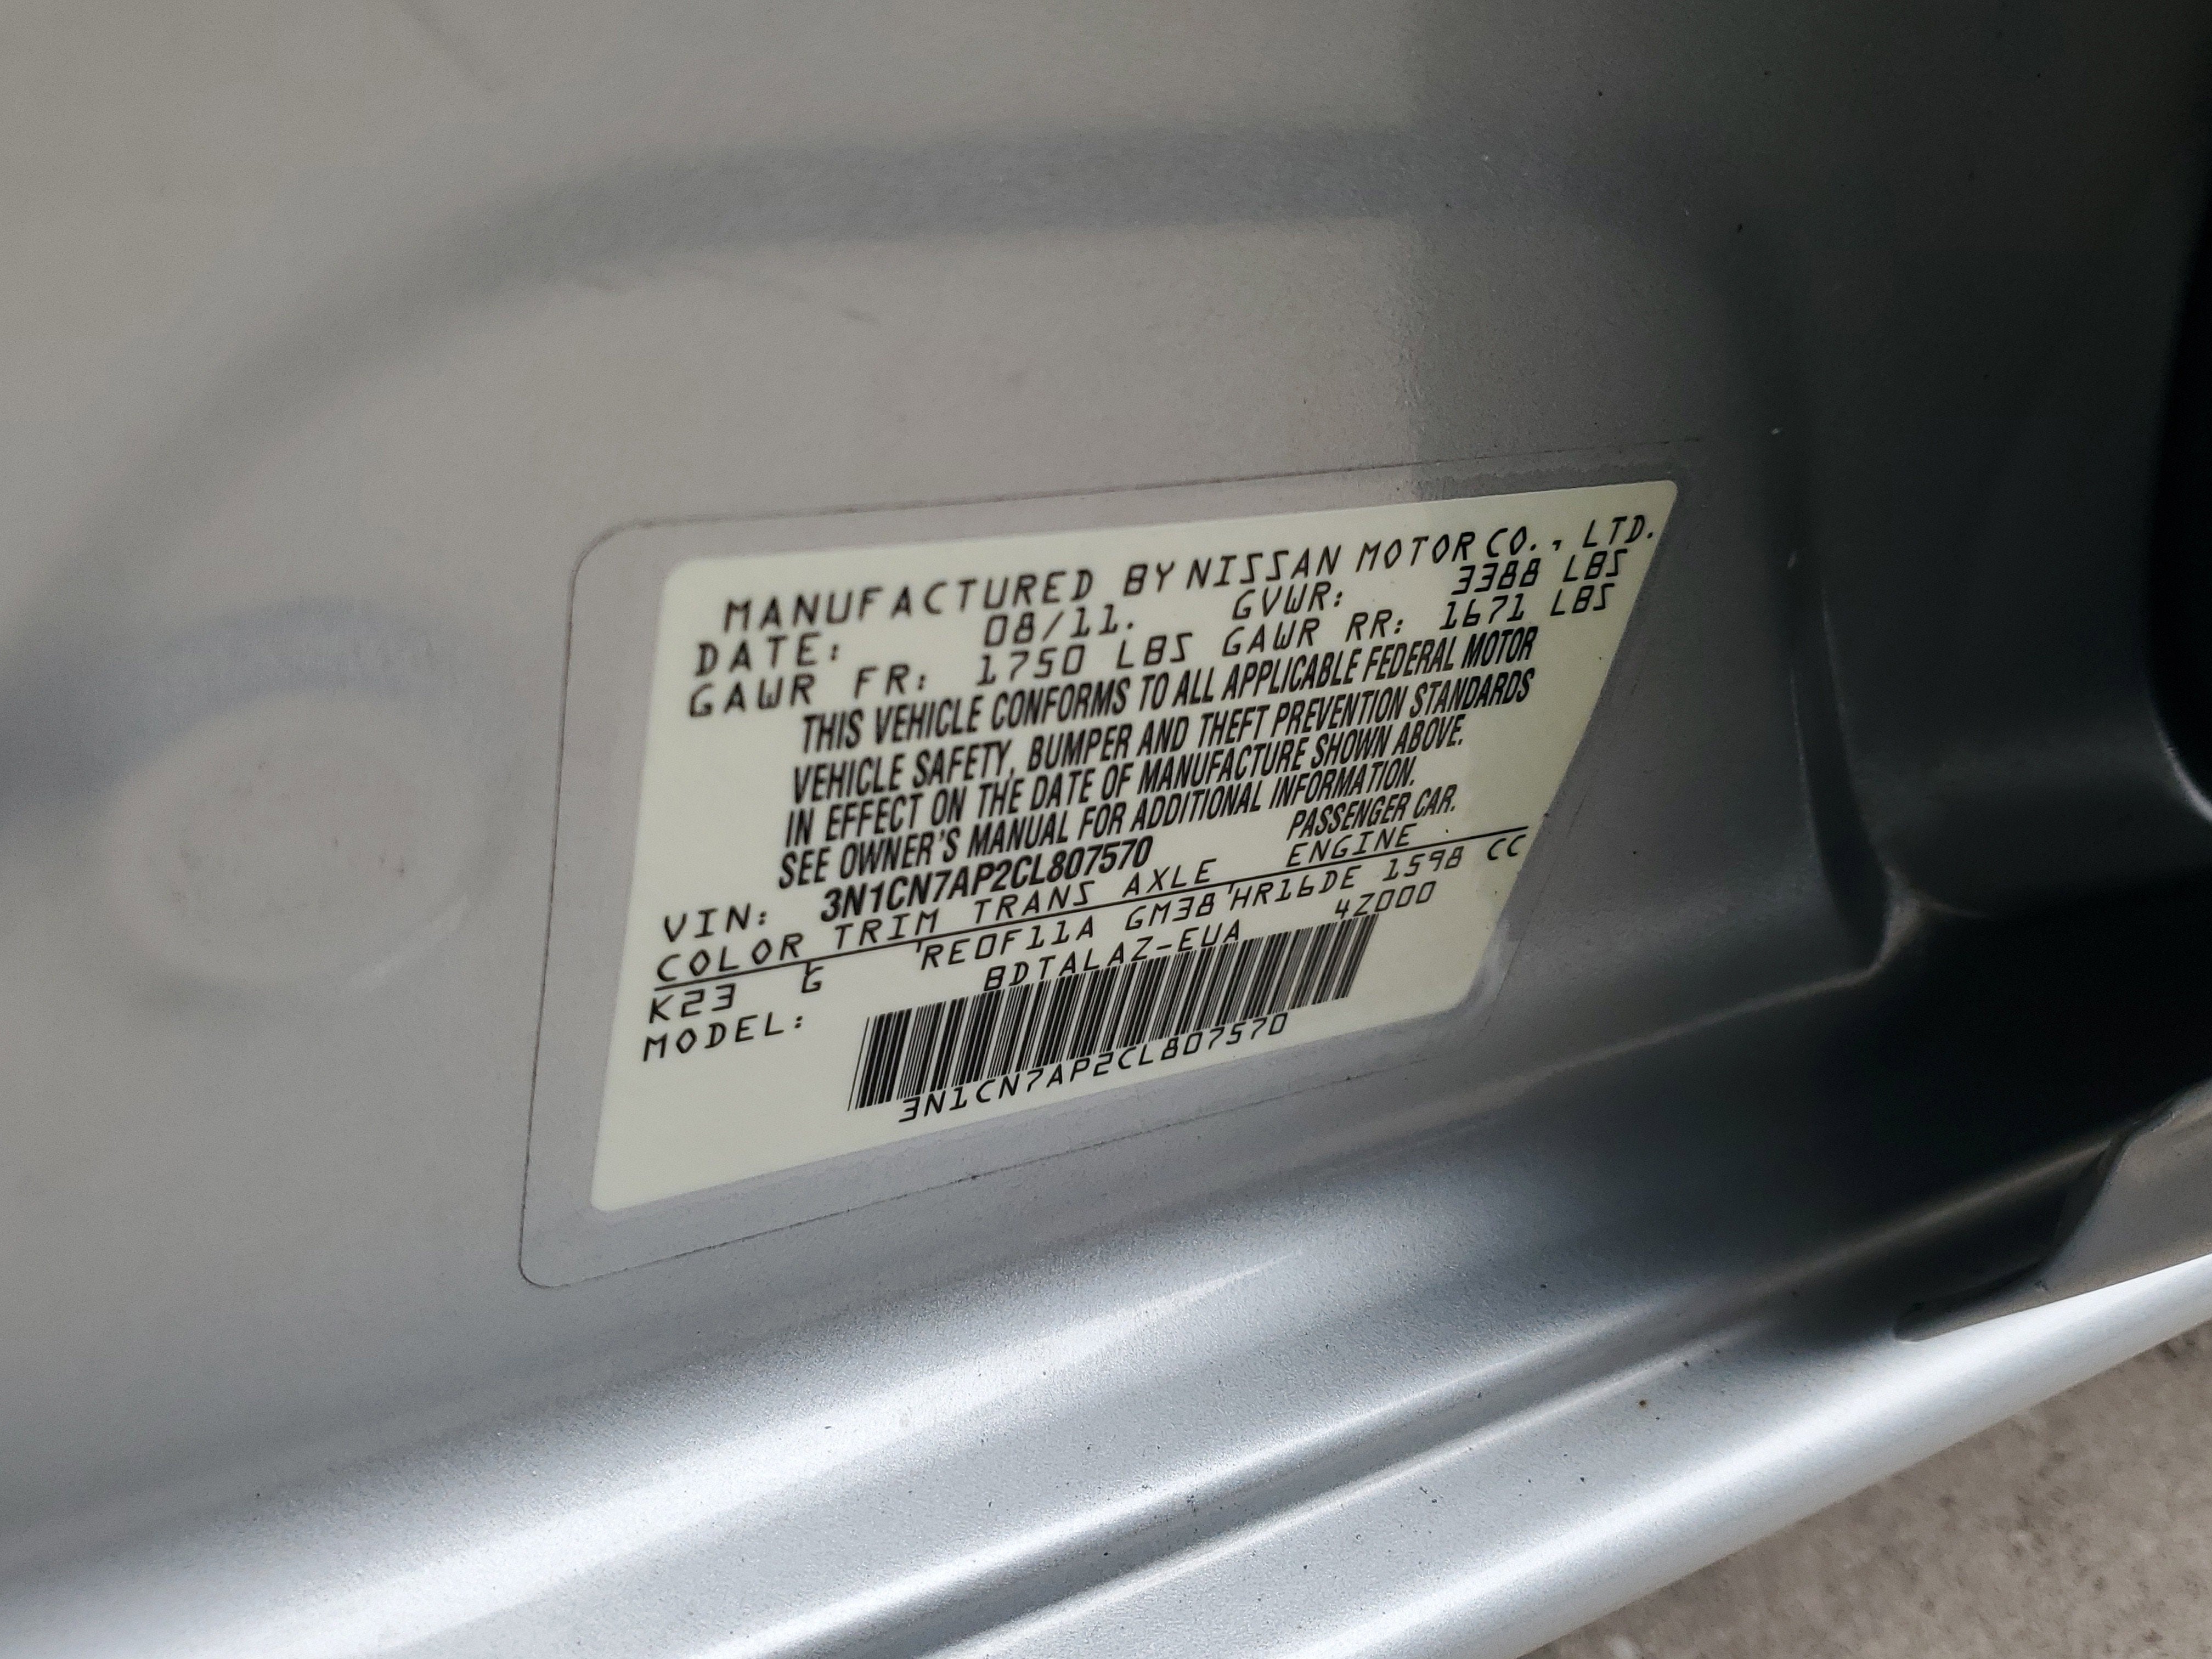 MANUFACTURED BY NISSAN MOTOR CO., LTD.
DATE: 08/11. GVWR: 3388 LBS
GAWR FR: 1750 LBS GAWR RR: 1671 LBS
THIS VEHICLE CONFORMS TO ALL APPLICABLE FEDERAL MOTOR
VEHICLE SAFETY, BUMPER AND THEFT PREVENTION STANDARDS
IN EFFECT ON THE DATE OF MANUFACTURE SHOWN ABOVE.
SEE OWNER'S MANUAL FOR ADDITIONAL INFORMATION.
VIN: 3N1CN7AP2CL807570 PASSENGER CAR.
COLOR TRIM TRANS AXLE ENGINE
K23 G RE0F11A GM38 HR16DE 1598 CC
MODEL: BDTALAZ-EUA 4Z000
3N1CN7AP2CL807570